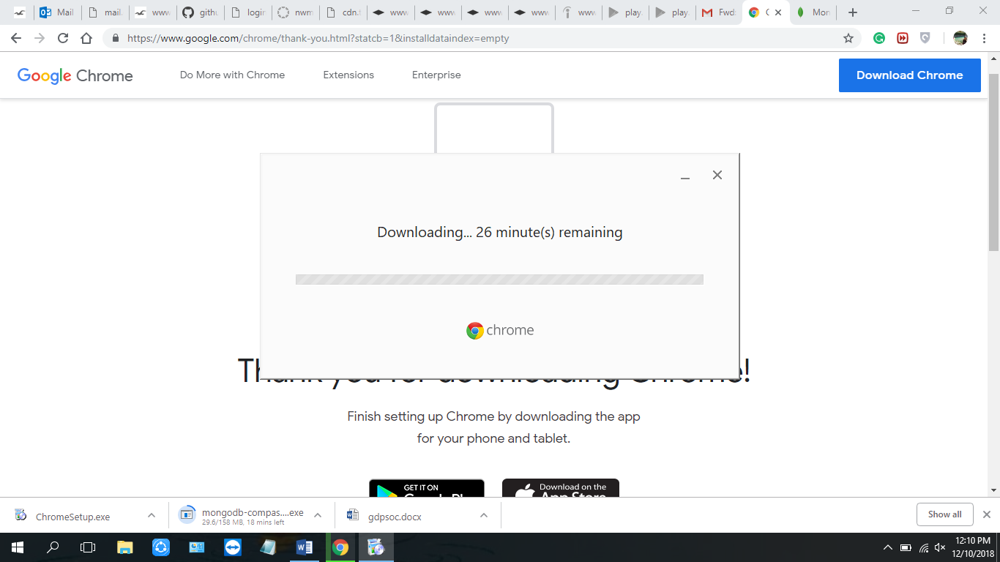 Mail
mail.
www
githu
login
nwm
cdn.t
www
www
www
www
www
play.
play.
Fwd:
C
Mon
https://www.google.com/chrome/thank-you.html?statcb=1&installdataindex=empty
Google Chrome
Do More with Chrome
Extensions
Enterprise
Download Chrome
Downloading... 26 minute(s) remaining
chrome
Thank you for downloading Chrome!
Finish setting up Chrome by downloading the app
for your phone and tablet.
GET IT ON
Google Play
Download on the
App Store
ChromeSetup.exe
mongodb-compas....exe
29.6/158 MB, 18 mins left
gdpsoc.docx
Show all
12:10 PM
12/10/2018